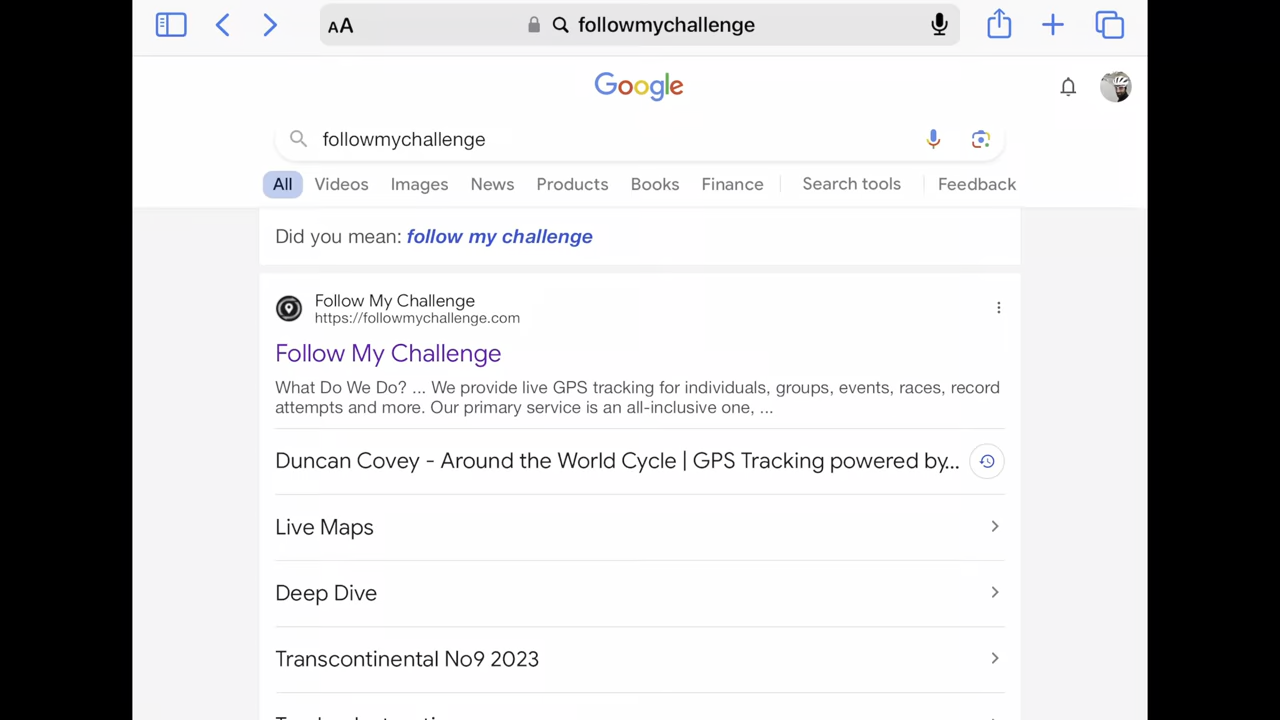 AA
followmychallenge
Google
followmychallenge
All Videos Images News Products Books Finance Search tools Feedback
Did you mean: follow my challenge
Follow My Challenge
https://followmychallenge.com
Follow My Challenge
What Do We Do? ... We provide live GPS tracking for individuals, groups, events, races, record
attempts and more. Our primary service is an all-inclusive one, ...
Duncan Covey - Around the World Cycle | GPS Tracking powered by...
Live Maps
Deep Dive
Transcontinental No9 2023